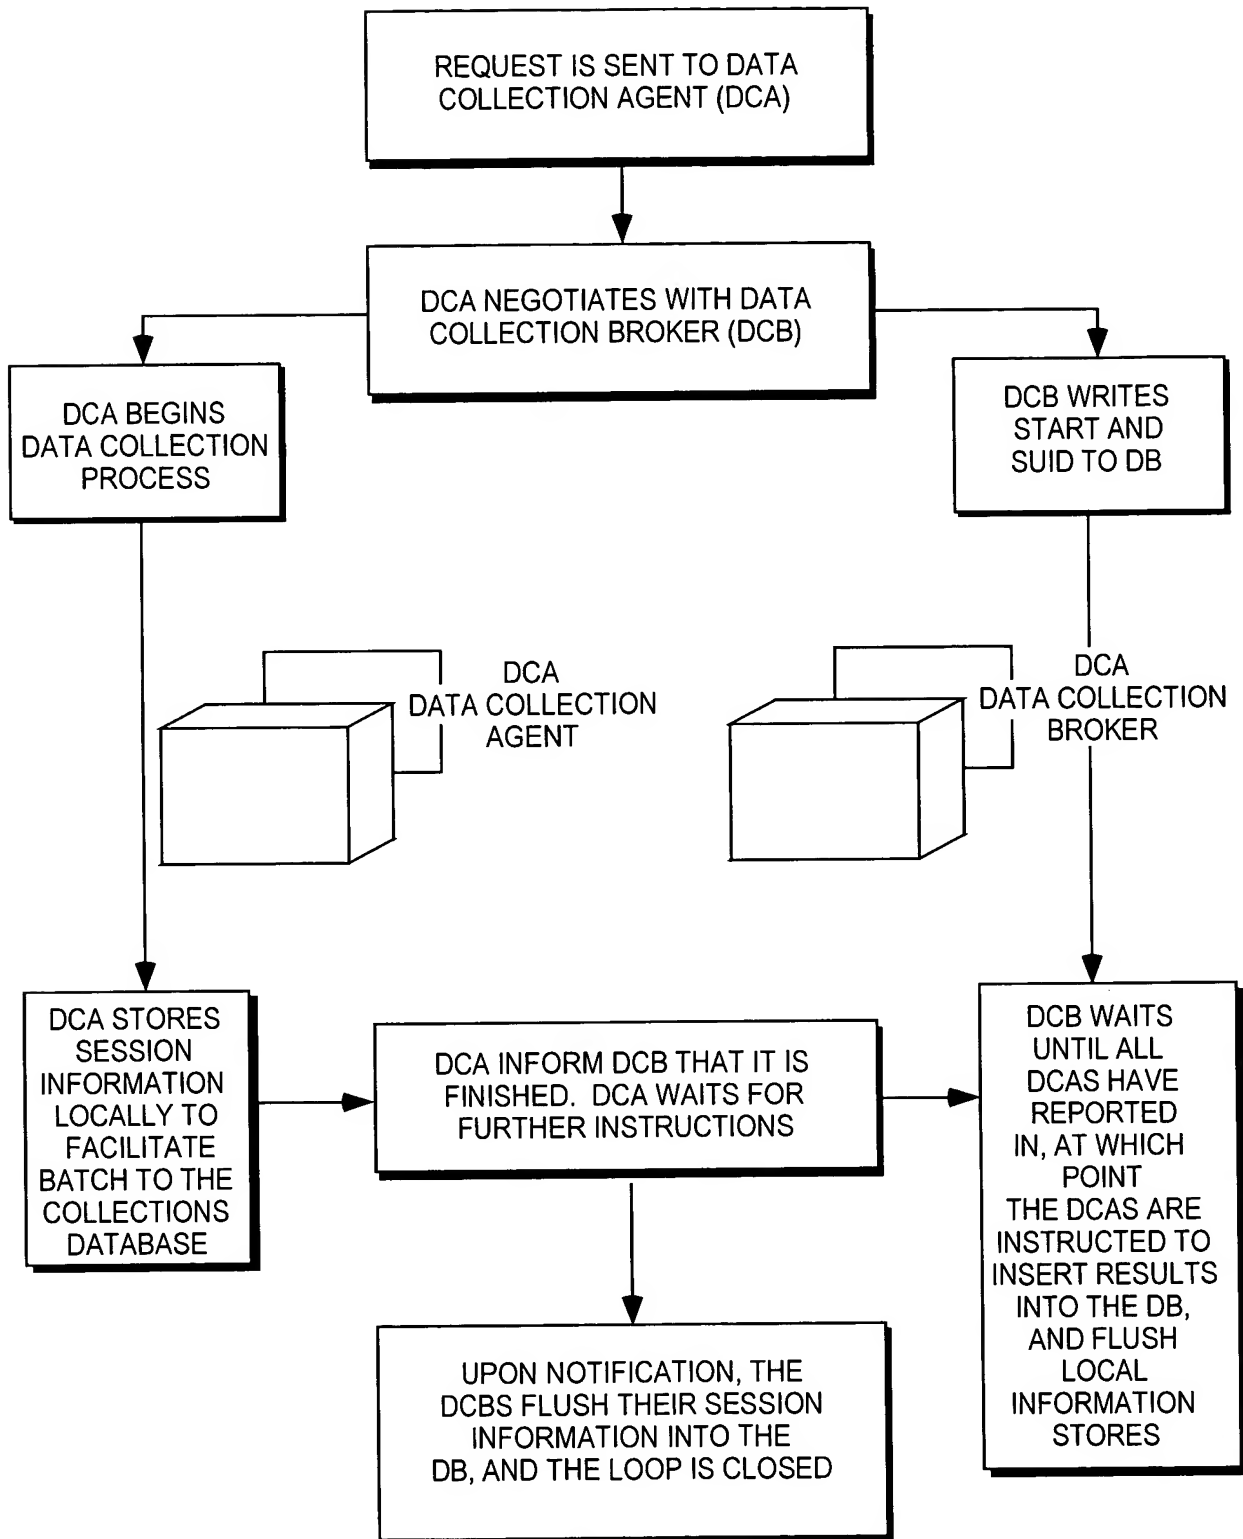 REQUEST IS SENT TO DATA
COLLECTION AGENT (DCA)
DCA NEGOTIATES WITH DATA
COLLECTION BROKER (DCB)
DCA BEGINS
DATA COLLECTION
PROCESS
DCB WRITES
START AND
SUID TO DB
DCA
DATA COLLECTION
AGENT
DCA
DATA COLLECTION
BROKER
DCA STORES
SESSION
INFORMATION
LOCALLY TO
FACILITATE
BATCH TO THE
COLLECTIONS
DATABASE
DCA INFORM DCB THAT IT IS
FINISHED. DCA WAITS FOR
FURTHER INSTRUCTIONS
DCB WAITS
UNTIL ALL
DCAS HAVE
REPORTED
IN, AT WHICH
POINT
THE DCAS ARE
INSTRUCTED TO
INSERT RESULTS
INTO THE DB,
AND FLUSH
LOCAL
INFORMATION
STORES
UPON NOTIFICATION, THE
DCBS FLUSH THEIR SESSION
INFORMATION INTO THE
DB, AND THE LOOP IS CLOSED